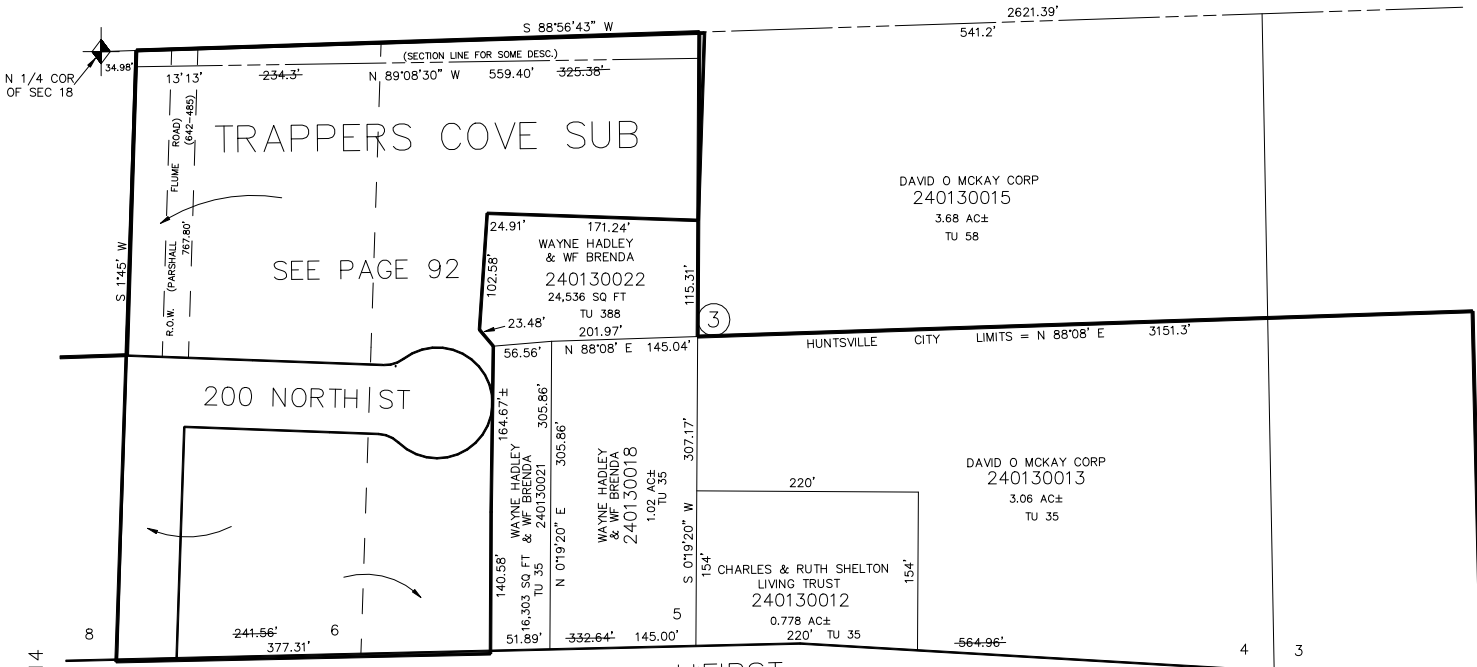 S 88°56'43" W
2621.39'
541.2'
N 1/4 COR
OF SEC 18
34.98'
(SECTION LINE FOR SOME DESC.)
13' 13'
234.3'
N 89°08'30" W
559.40'
325.38'
R.O.W. (PARSHALL FLUME ROAD)
(642-485)
767.80'
S 1°45' W
TRAPPERS COVE SUB
SEE PAGE 92
24.91'
171.24'
102.58'
WAYNE HADLEY
& WF BRENDA
240130022
24,536 SQ FT
TU 388
115.31'
23.48'
201.97'
DAVID O MCKAY CORP
240130015
3.68 AC±
TU 58
3
HUNTSVILLE CITY LIMITS = N 88°08' E 3151.3'
56.56'
N 88°08' E 145.04'
200 NORTH ST
164.67'±
140.58'
WAYNE HADLEY
& WF BRENDA
240130021
16,303 SQ FT
TU 35
305.86'
305.86'
N 0°19'20" E
WAYNE HADLEY
& WF BRENDA
240130018
1.02 AC±
TU 35
307.17'
S 0°19'20" W
220'
154'
154'
CHARLES & RUTH SHELTON
LIVING TRUST
240130012
0.778 AC±
220' TU 35
DAVID O MCKAY CORP
240130013
3.06 AC±
TU 35
14
8
241.56'
6
377.31'
51.89'
332.64'
145.00'
5
564.96'
4
3
FIRST